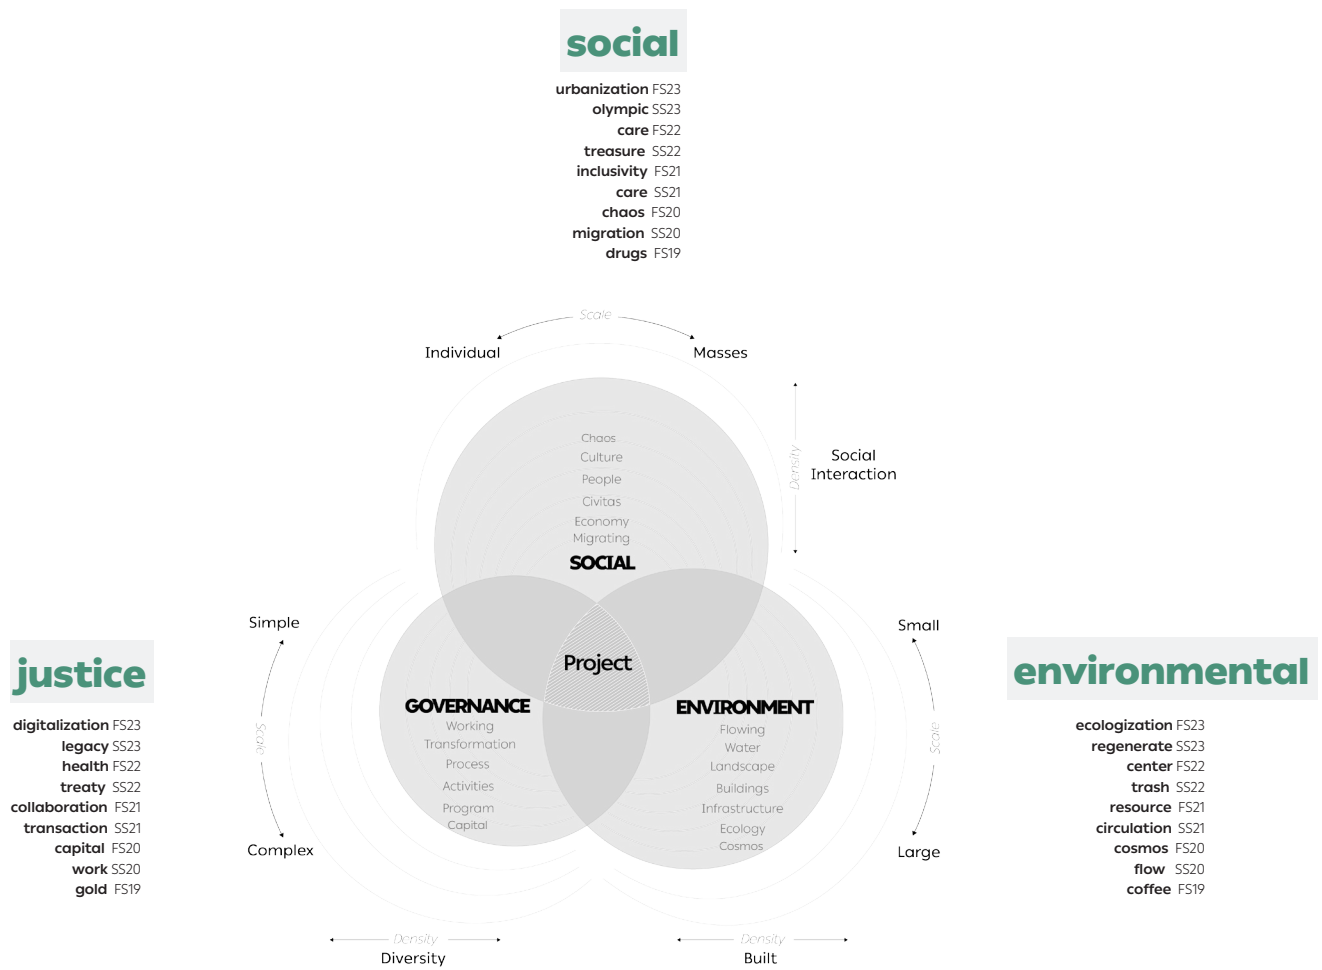 social
urbanization FS23
olympic SS23
care FS22
treasure SS22
inclusivity FS21
care SS21
chaos FS20
migration SS20
drugs FS19
Scale
Individual
Masses
Chaos
Culture
People
Civitas
Economy
Migrating
SOCIAL
Density
Social
Interaction
justice
digitalization FS23
legacy SS23
health FS22
treaty SS22
collaboration FS21
transaction SS21
capital FS20
work SS20
gold FS19
Simple
Scale
Complex
Project
GOVERNANCE
Working
Transformation
Process
Activities
Program
Capital
ENVIRONMENT
Flowing
Water
Landscape
Buildings
Infrastructure
Ecology
Cosmos
Small
Scale
Large
environmental
ecologization FS23
regenerate SS23
center FS22
trash SS22
resource FS21
circulation SS21
cosmos FS20
flow SS20
coffee FS19
Density
Diversity
Density
Built